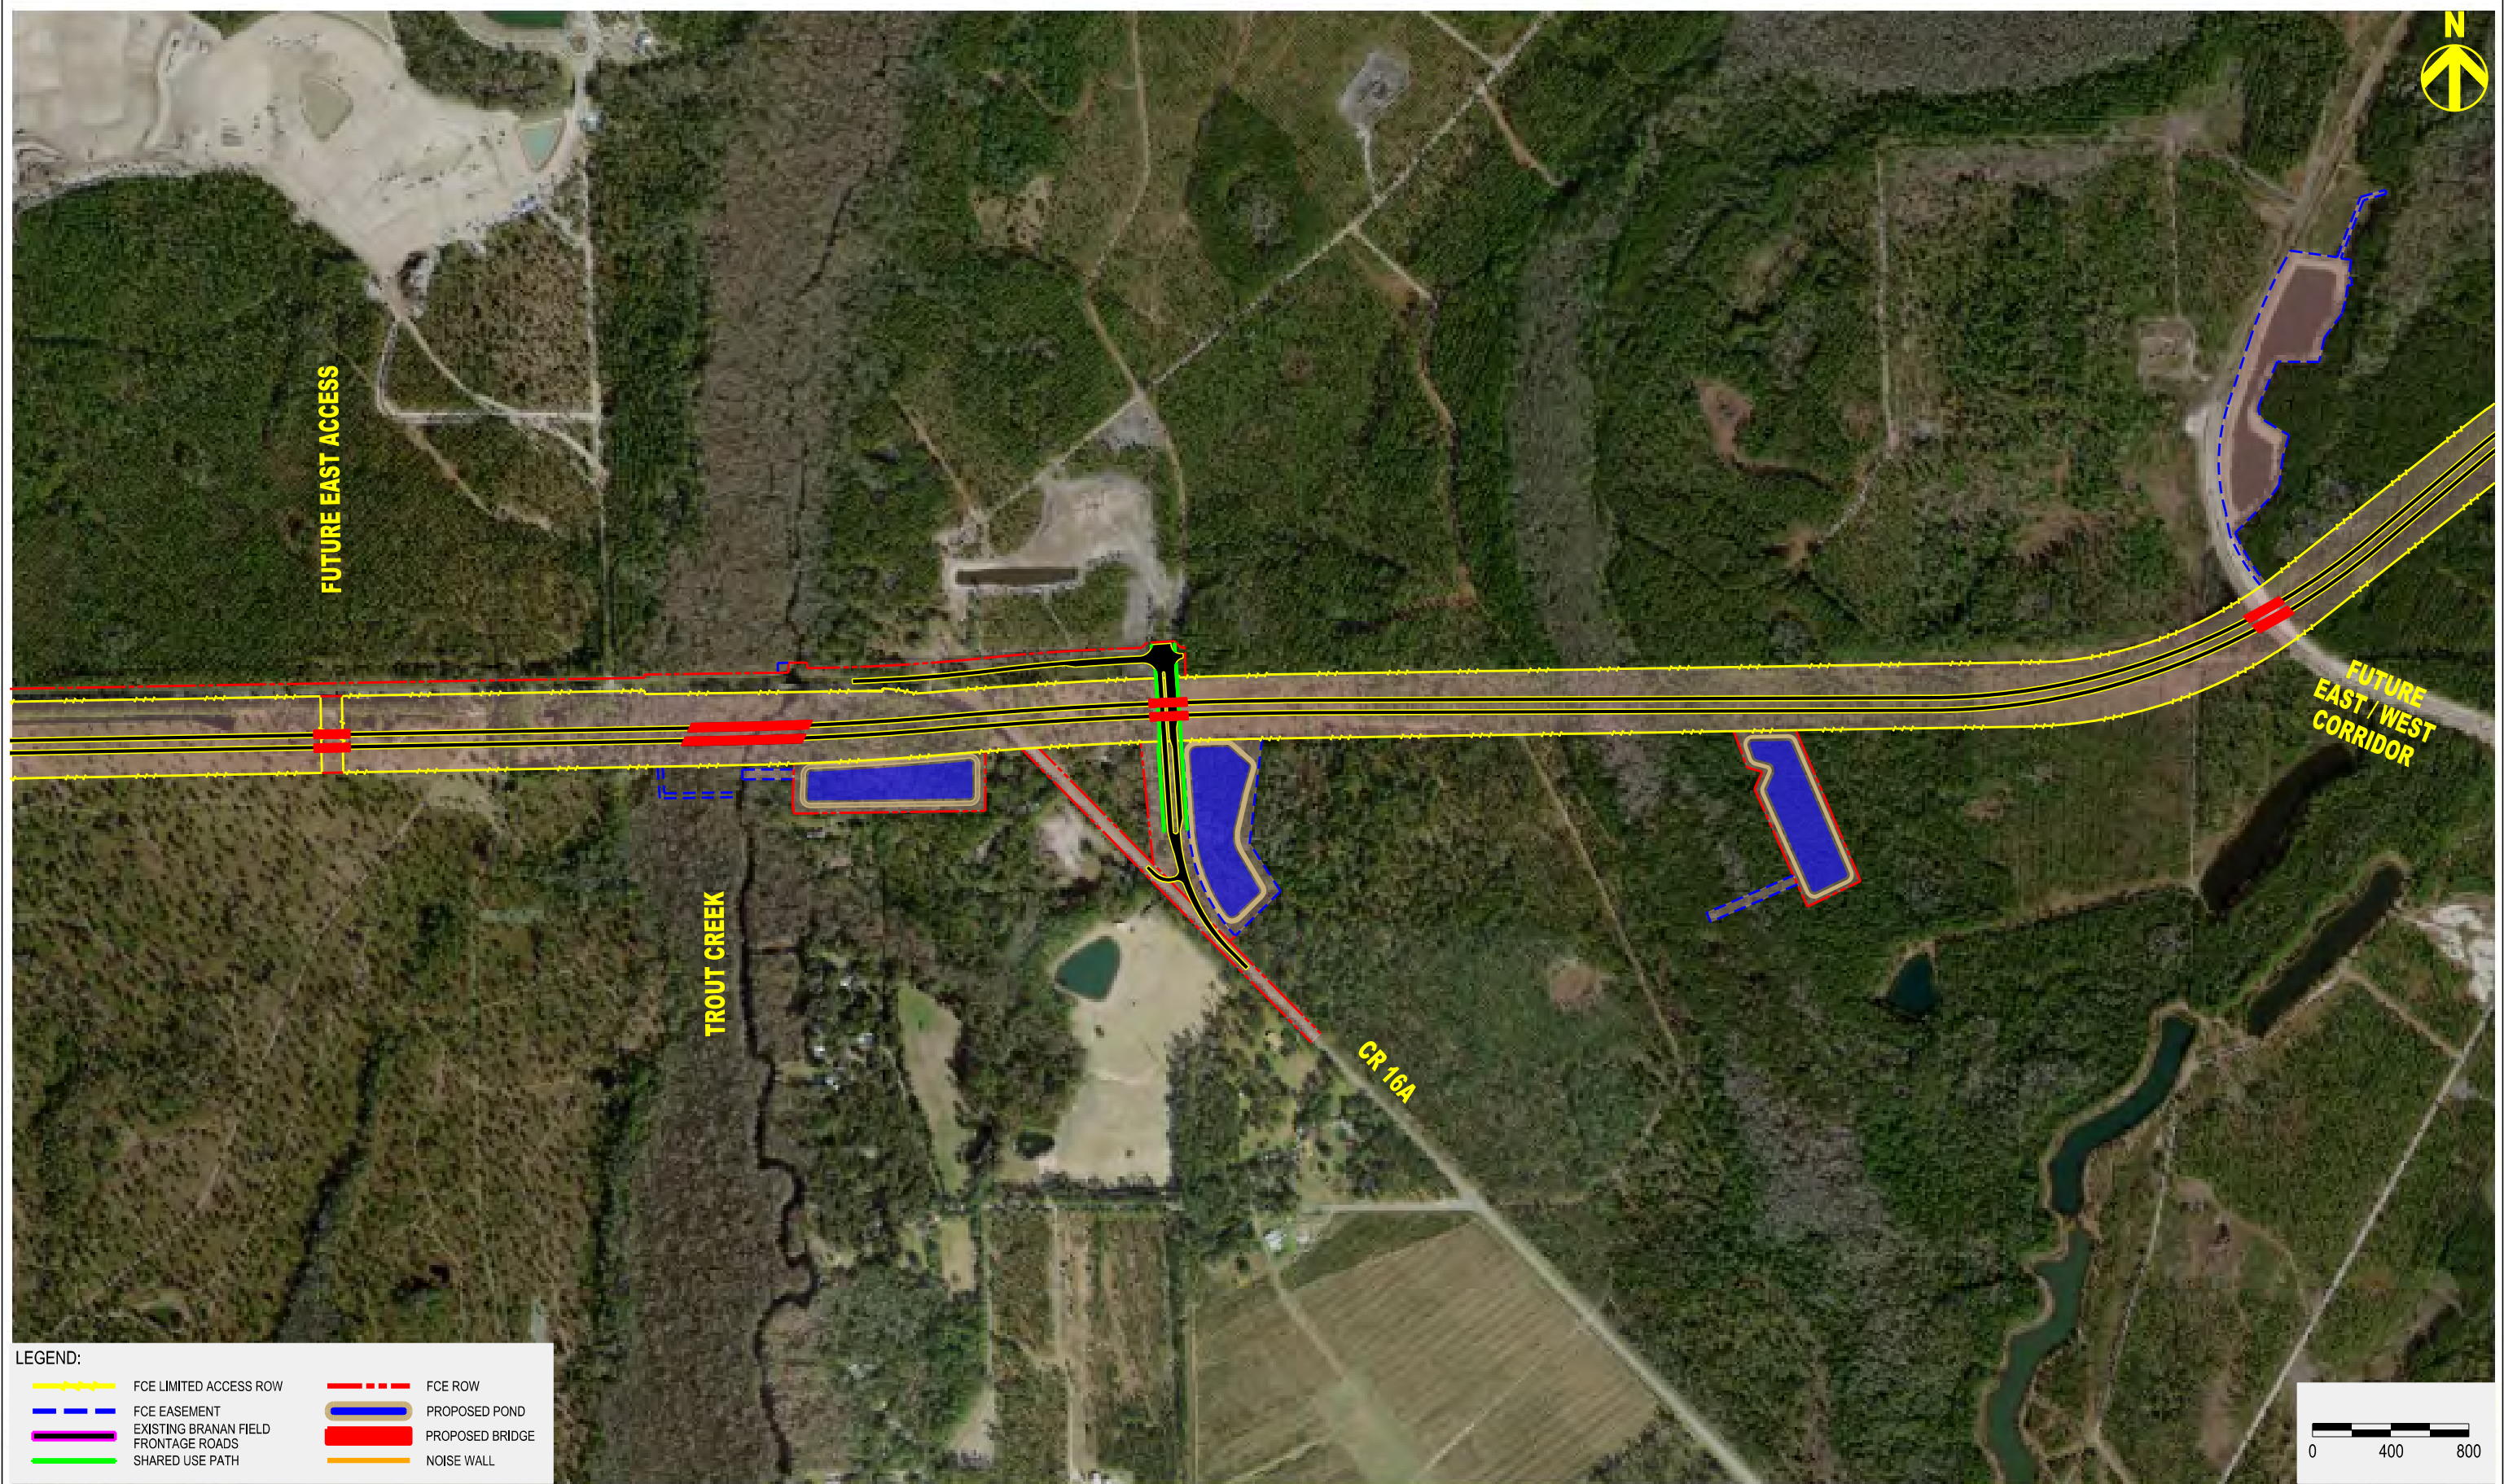 N
FUTURE EAST ACCESS
FUTURE
EAST / WEST
CORRIDOR
TROUT CREEK
CR 16A
LEGEND:
FCE LIMITED ACCESS ROW
FCE EASEMENT
EXISTING BRANAN FIELD
FRONTAGE ROADS
SHARED USE PATH
FCE ROW
PROPOSED POND
PROPOSED BRIDGE
NOISE WALL
0 400 800